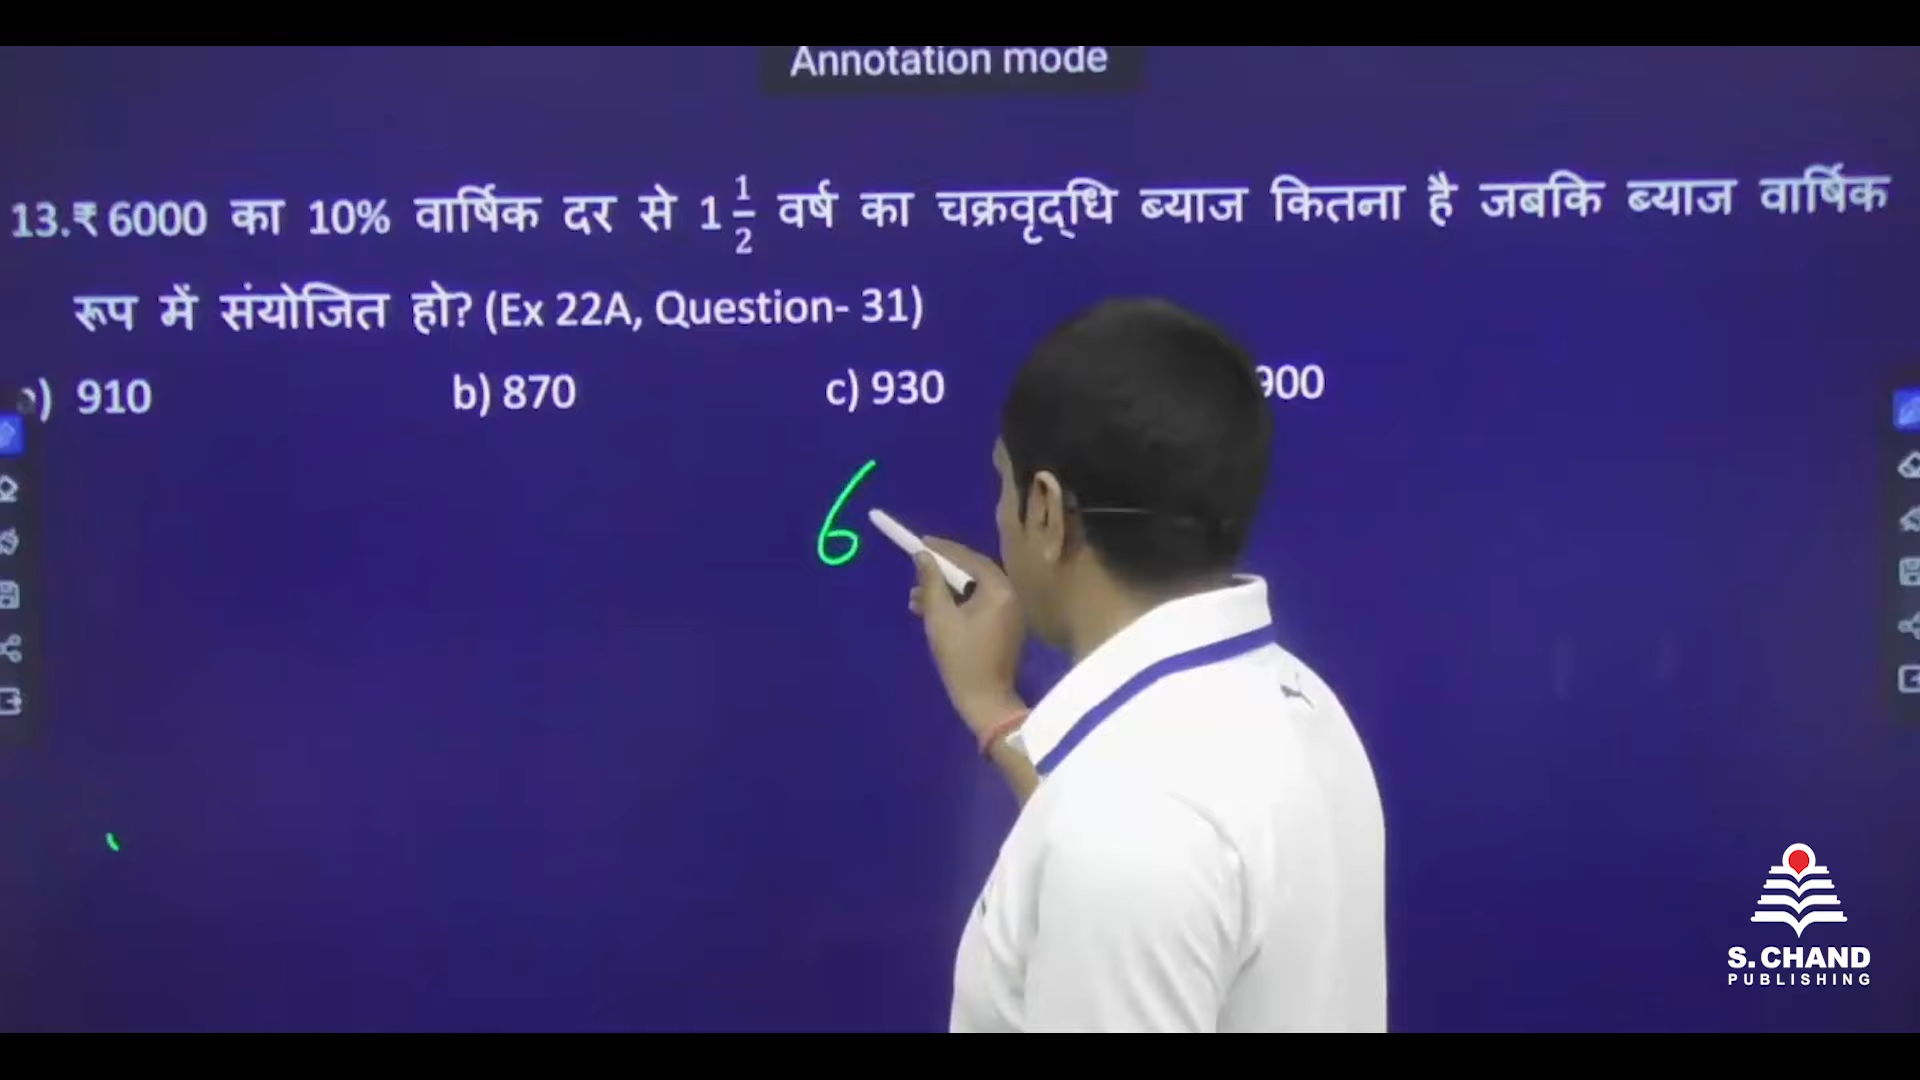 Annotation mode
13.₹ 6000 का 10% वार्षिक दर से 1 1/2 वर्ष का चक्रवृद्धि ब्याज कितना है जबकि ब्याज वार्षिक
रूप में संयोजित हो? (Ex 22A, Question- 31)
910 b) 870 c) 930 900
6
S. CHAND
PUBLISHING